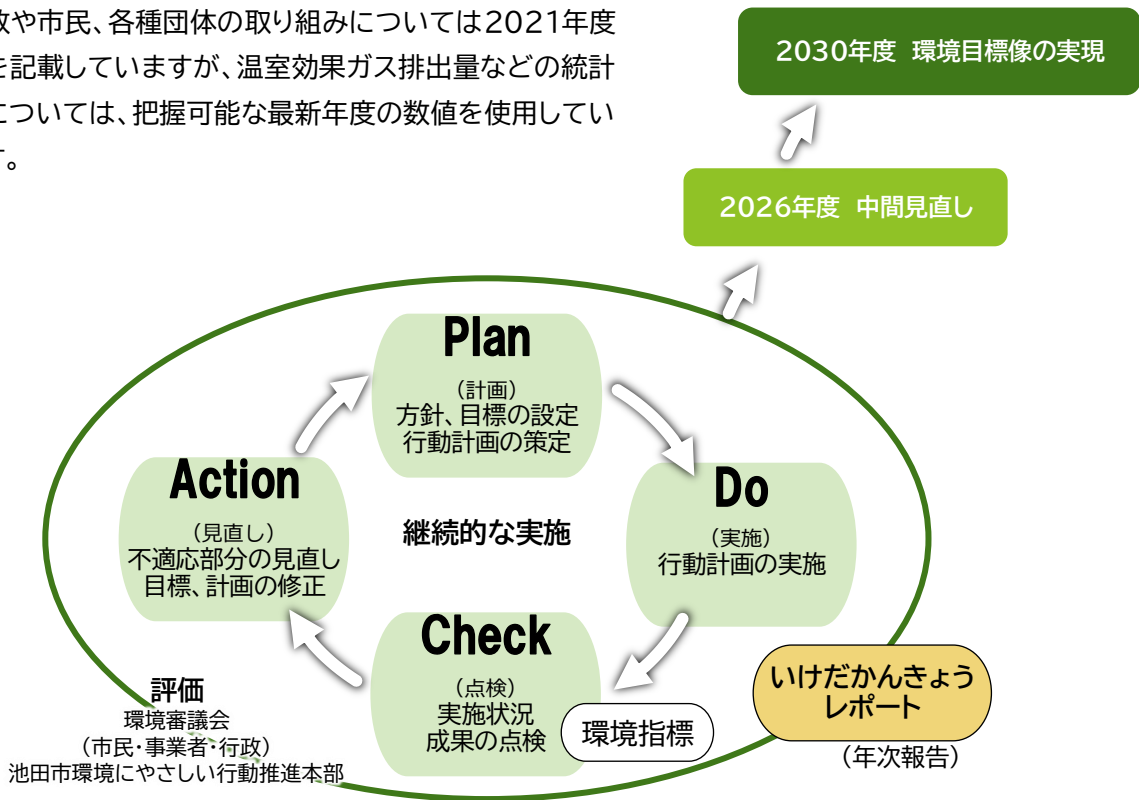 政や市民、各種団体の取り組みについては2021年度
を記載していますが、温室効果ガス排出量などの統計
については、把握可能な最新年度の数値を使用してい
す。
2030年度 環境目標像の実現
2026年度 中間見直し
Plan
（計画）
方針、目標の設定
行動計画の策定
Action
（見直し）
不適応部分の見直し
目標、計画の修正
継続的な実施
Do
（実施）
行動計画の実施
Check
（点検）
実施状況
成果の点検
環境指標
いけだかんきょう
レポート
（年次報告）
評価
環境審議会
（市民・事業者・行政）
池田市環境にやさしい行動推進本部